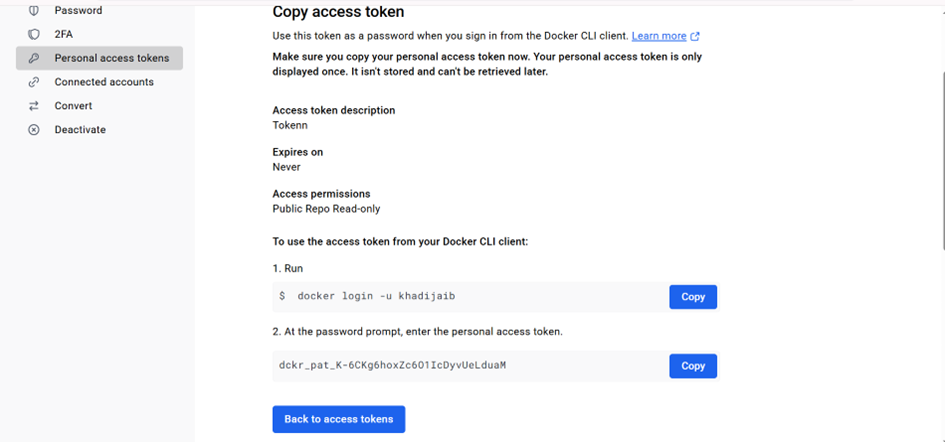 Password
2FA
Personal access tokens
Connected accounts
Convert
Deactivate
Copy access token
Use this token as a password when you sign in from the Docker CLI client. Learn more
Make sure you copy your personal access token now. Your personal access token is only
displayed once. It isn't stored and can't be retrieved later.
Access token description
Tokenn
Expires on
Never
Access permissions
Public Repo Read-only
To use the access token from your Docker CLI client:
1. Run
$ docker login -u khadijaib
Copy
2. At the password prompt, enter the personal access token.
dckr_pat_K-6CKg6hoxZc6O1IcDyvUeLduaM
Copy
Back to access tokens